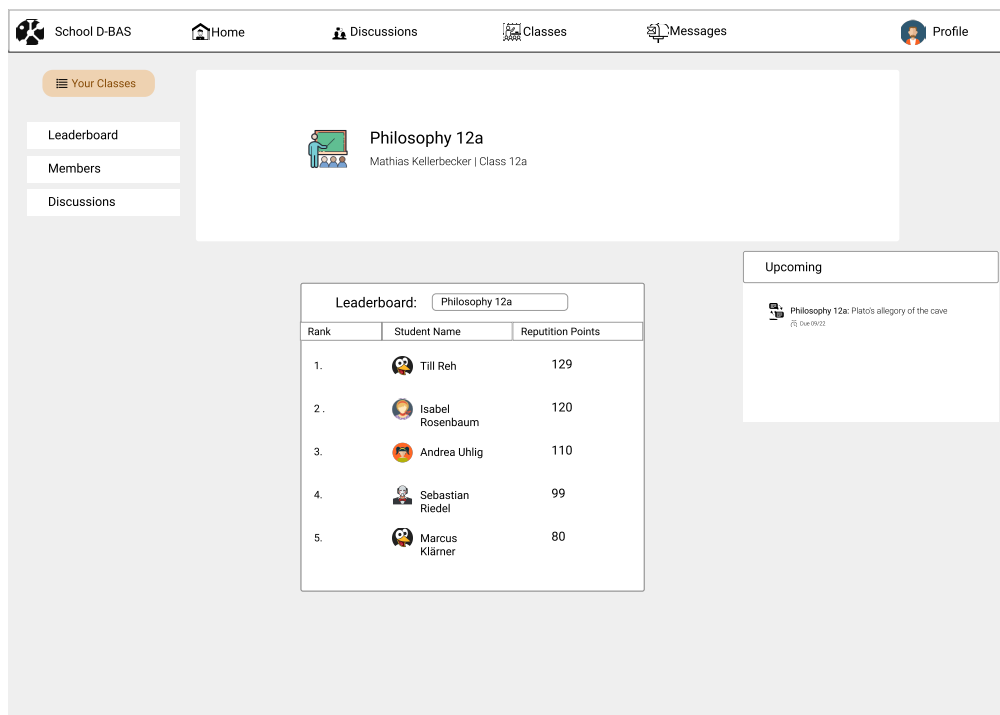 School D-BAS
Home
Discussions
Classes
Messages
Profile
Your Classes
Leaderboard
Members
Discussions
Philosophy 12a
Mathias Kellerbecker | Class 12a
Upcoming
Philosophy 12a: Plato's allegory of the cave
Due 09/22
Leaderboard: Philosophy 12a
Rank Student Name Reputition Points
1. Till Reh 129
2 . Isabel 120
Rosenbaum
3. Andrea Uhlig 110
4. Sebastian 99
Riedel
5. Marcus 80
Klärner